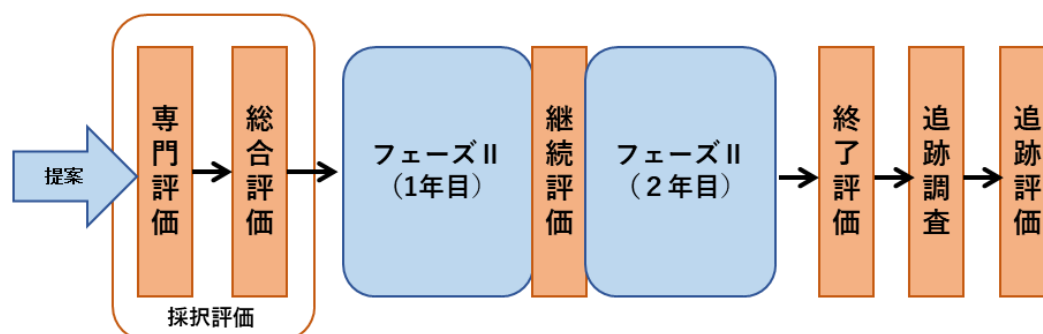 提案
専門評価
総合評価
採択評価
フェーズⅡ
（1年目）
継続評価
フェーズⅡ
（２年目）
終了評価
追跡調査
追跡評価